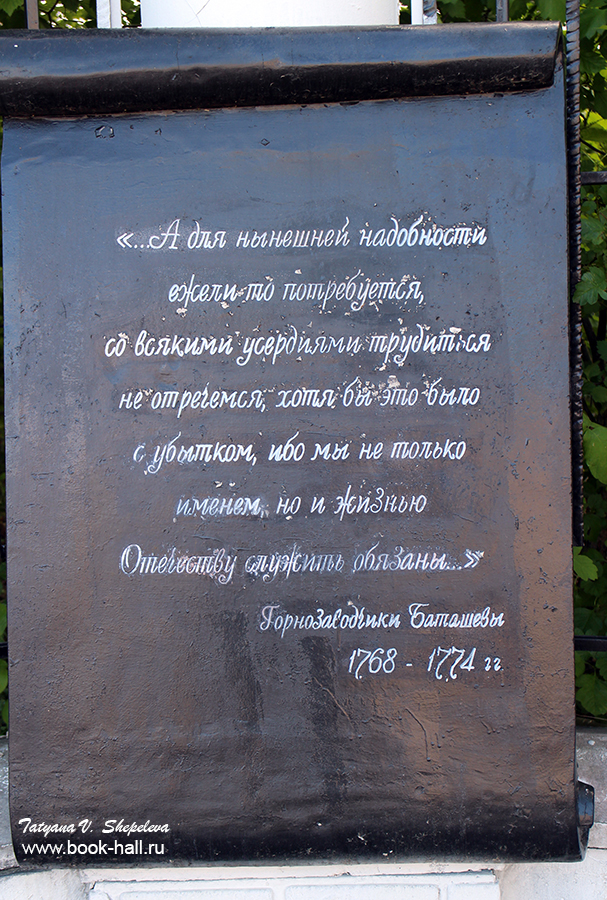 «...А для нынешней надобности
ежели-то потребуется,
со всякими усердиями трудиться
не отречемся, хотя бы это было
с убытком, ибо мы не только
именем, но и жизнью
Отечеству служить обязаны...»
Горнозаводчики Баташевы
1768 - 1774 гг
Tatyana V. Shepeleva
www.book-hall.ru